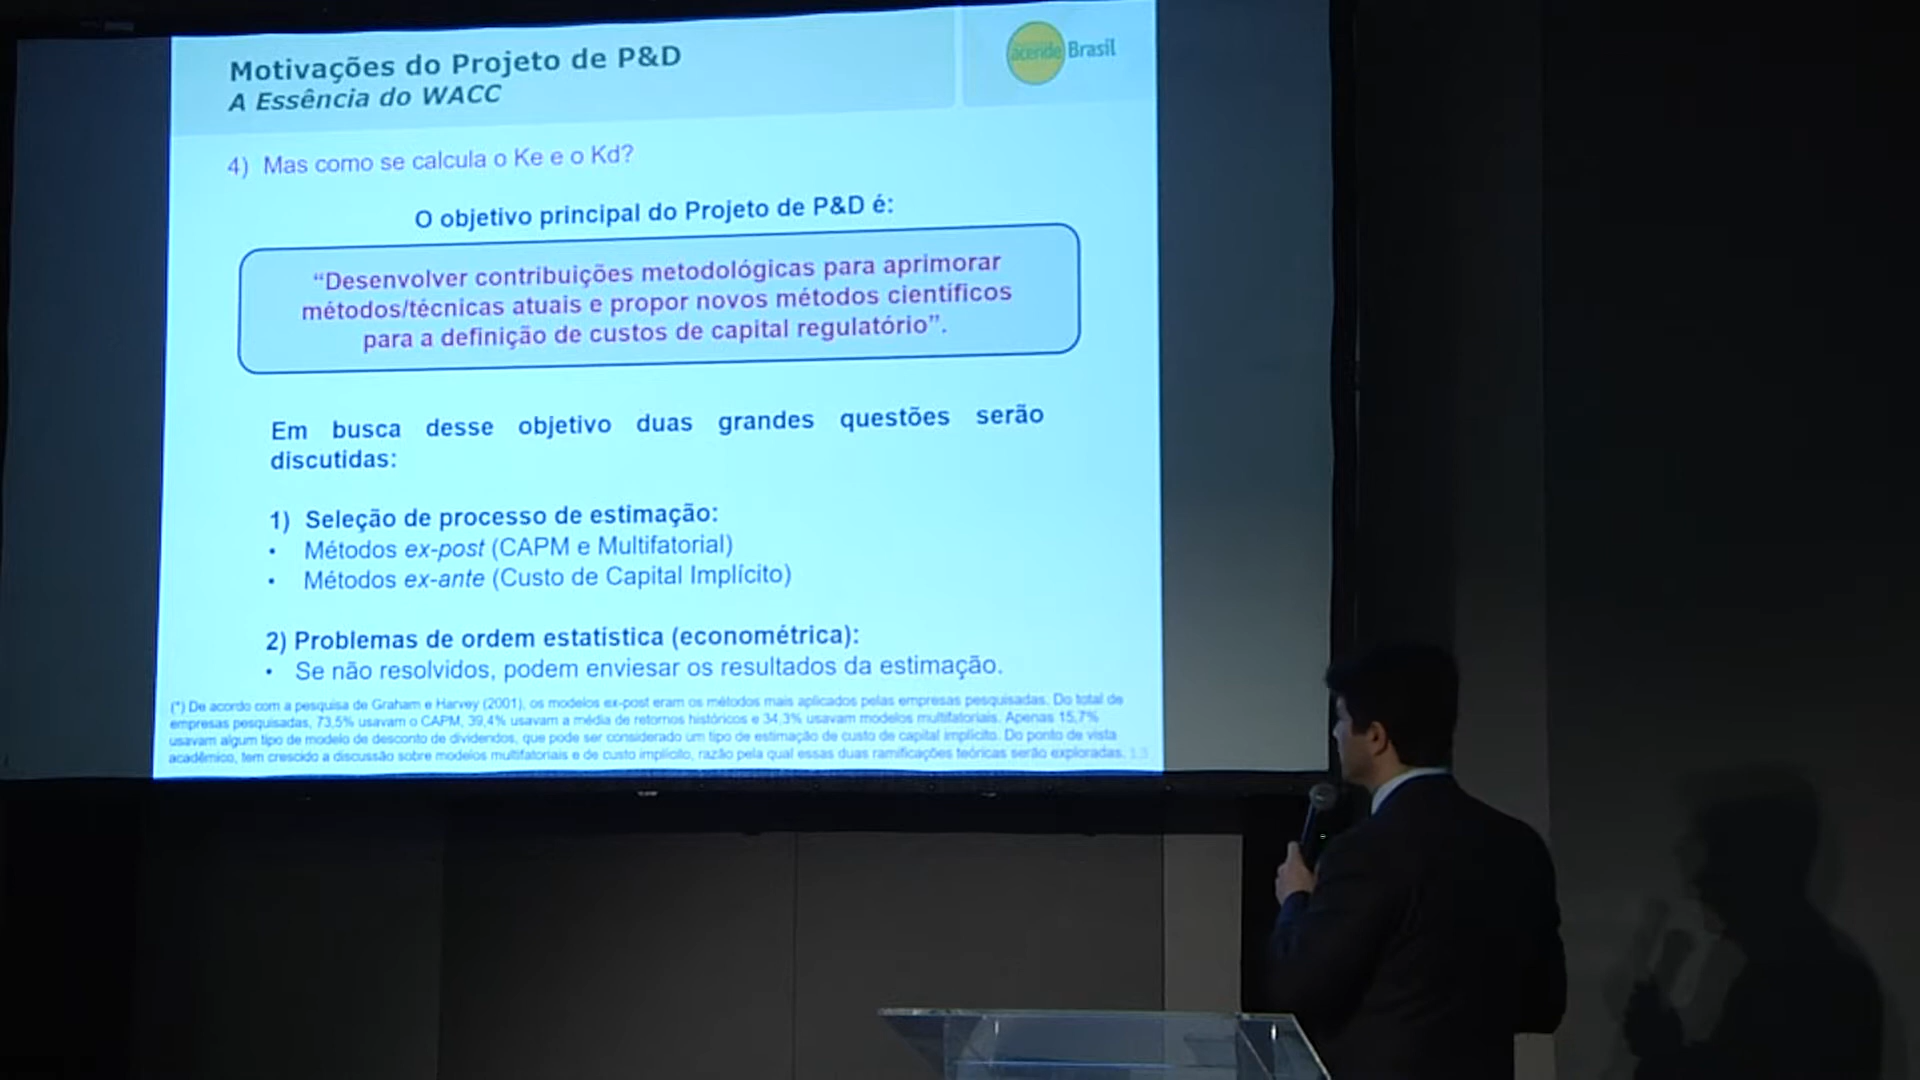 Motivações do Projeto de P&D
A Essência do WACC
acende Brasil
4) Mas como se calcula o Ke e o Kd?
O objetivo principal do Projeto de P&D é:
“Desenvolver contribuições metodológicas para aprimorar
métodos/técnicas atuais e propor novos métodos científicos
para a definição de custos de capital regulatório”.
Em busca desse objetivo duas grandes questões serão
discutidas:
1) Seleção de processo de estimação:
• Métodos ex-post (CAPM e Multifatorial)
• Métodos ex-ante (Custo de Capital Implícito)
2) Problemas de ordem estatística (econométrica):
• Se não resolvidos, podem enviesar os resultados da estimação.
(*) De acordo com a pesquisa de Graham e Harvey (2001), os modelos ex-post eram os métodos mais aplicados pelas empresas pesquisadas. Do total de
empresas pesquisadas, 73,5% usavam o CAPM, 39,4% usavam a média de retornos históricos e 34,3% usavam modelos multifatoriais. Apenas 15,7%
usavam algum tipo de modelo de desconto de dividendos, que pode ser considerado um tipo de estimação de custo de capital implícito. Do ponto de vista
acadêmico, tem crescido a discussão sobre modelos multifatoriais e de custo implícito, razão pela qual essas duas ramificações teóricas serão exploradas.